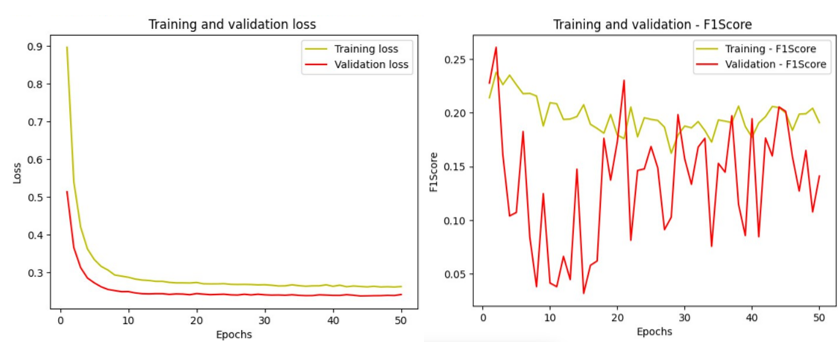 Training and validation loss
Training loss
Validation loss
0.9
0.8
0.7
0.6
0.5
0.4
0.3
Loss
0 10 20 30 40 50
Epochs
Training and validation - F1Score
Training - F1Score
Validation - F1Score
0.25
0.20
0.15
0.10
0.05
F1Score
0 10 20 30 40 50
Epochs